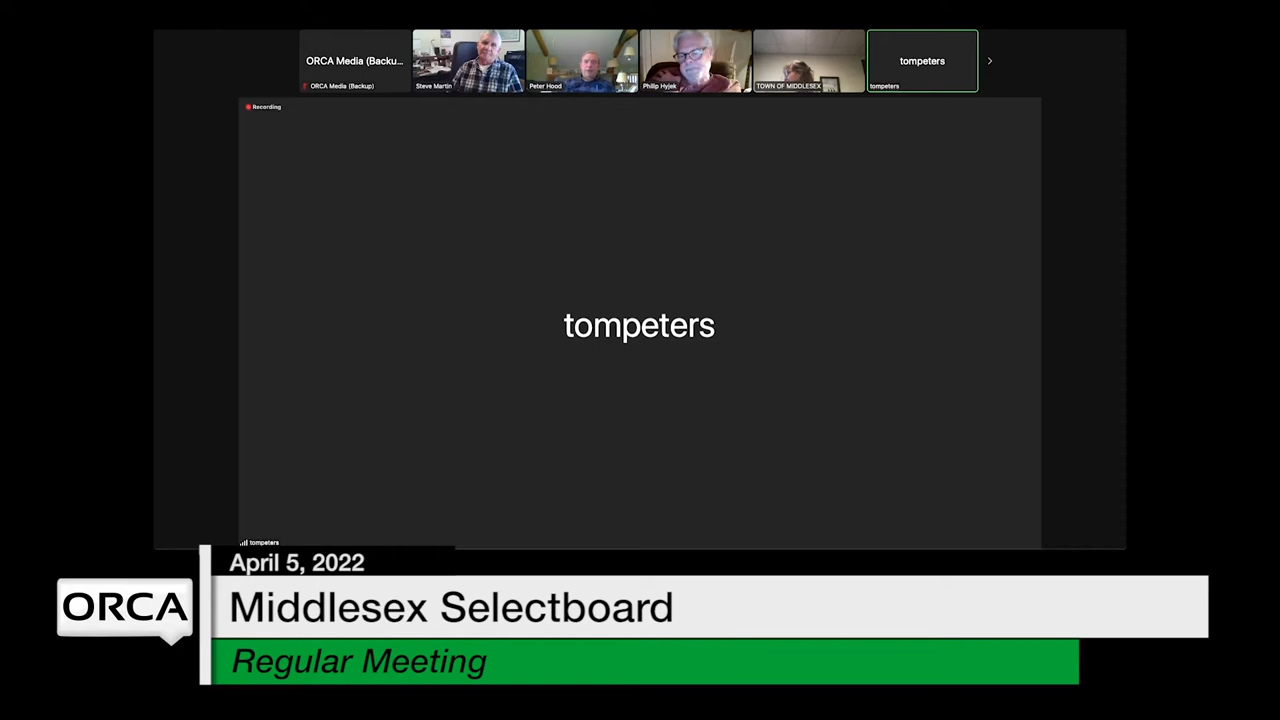 ORCA Media (Backu...
tompeters
ORCA Media (Backup)
Steve Martin
Peter Hood
Philip Hyjek
TOWN OF MIDDLESEX
tompeters
Recording
tompeters
tompeters
April 5, 2022
ORCA
Middlesex Selectboard
Regular Meeting